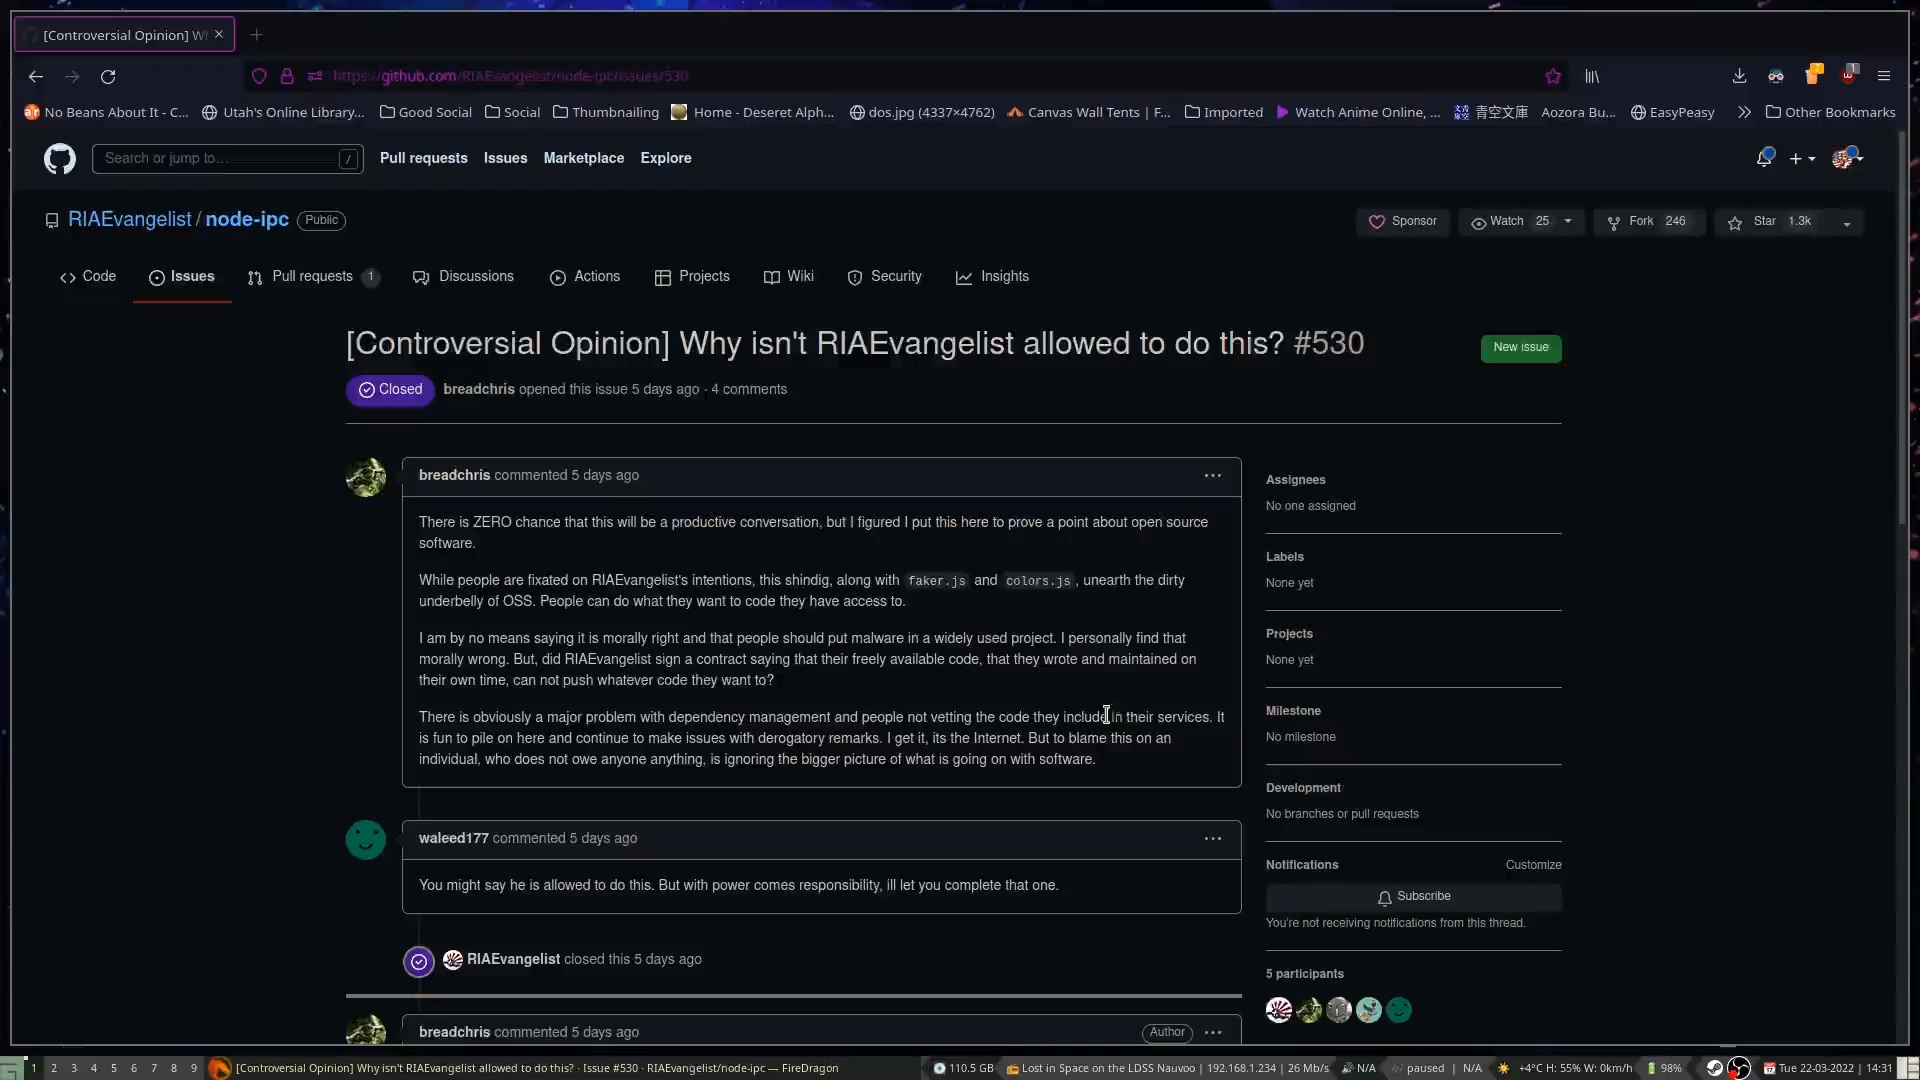 [Controversial Opinion] W
https://github.com/RIAEvangelist/node-ipc/issues/530
7
1
No Beans About It - C...
Utah's Online Library...
Good Social
Social
Thumbnailing
Home - Deseret Alph...
dos.jpg (4337×4762)
Canvas Wall Tents | F...
Imported
Watch Anime Online, ...
青空文庫 Aozora Bu...
EasyPeasy
Other Bookmarks
Search or jump to...
/
Pull requests
Issues
Marketplace
Explore
RIAEvangelist / node-ipc
Public
Sponsor
Watch 25
Fork 246
Star 1.3k
Code
Issues
Pull requests 1
Discussions
Actions
Projects
Wiki
Security
Insights
[Controversial Opinion] Why isn't RIAEvangelist allowed to do this? #530
New issue
Closed
breadchris opened this issue 5 days ago · 4 comments
breadchris commented 5 days ago
There is ZERO chance that this will be a productive conversation, but I figured I put this here to prove a point about open source
software.
While people are fixated on RIAEvangelist's intentions, this shindig, along with faker.js and colors.js, unearth the dirty
underbelly of OSS. People can do what they want to code they have access to.
I am by no means saying it is morally right and that people should put malware in a widely used project. I personally find that
morally wrong. But, did RIAEvangelist sign a contract saying that their freely available code, that they wrote and maintained on
their own time, can not push whatever code they want to?
There is obviously a major problem with dependency management and people not vetting the code they include in their services. It
is fun to pile on here and continue to make issues with derogatory remarks. I get it, its the Internet. But to blame this on an
individual, who does not owe anyone anything, is ignoring the bigger picture of what is going on with software.
waleed177 commented 5 days ago
You might say he is allowed to do this. But with power comes responsibility, ill let you complete that one.
RIAEvangelist closed this 5 days ago
breadchris commented 5 days ago
Author
Assignees
No one assigned
Labels
None yet
Projects
None yet
Milestone
No milestone
Development
No branches or pull requests
Notifications
Customize
Subscribe
You're not receiving notifications from this thread.
5 participants
1 2 3 4 5 6 7 8 9
[Controversial Opinion] Why isn't RIAEvangelist allowed to do this? · Issue #530 · RIAEvangelist/node-ipc — FireDragon
110.5 GB
Lost in Space on the LDSS Nauvoo | 192.168.1.234 | 26 Mb/s
N/A
paused | N/A
+4°C H: 55% W: 0km/h
98%
Tue 22-03-2022 | 14:31